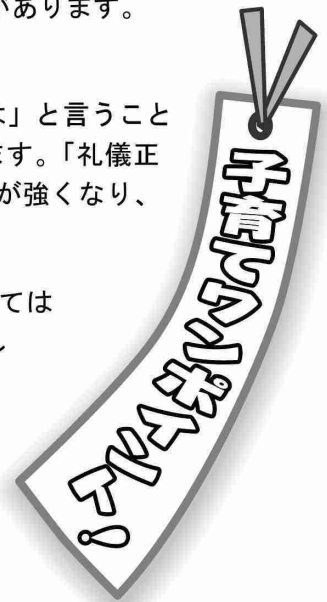 があります。
は」と言うこと
ます。「礼儀正
が強くなり、
ては
子育てワンポイント!